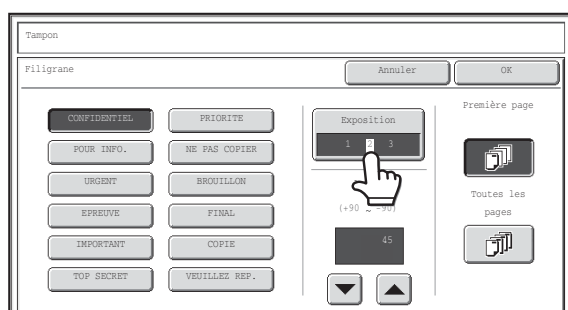 Tampon
Filigrane
Annuler
OK
CONFIDENTIEL
PRIORITE
POUR INFO.
NE PAS COPIER
URGENT
BROUILLON
EPREUVE
FINAL
IMPORTANT
COPIE
TOP SECRET
VEUILLEZ REP.
Exposition
1 2 3
(+90 ~ -90)
45
Première page
Toutes les
pages